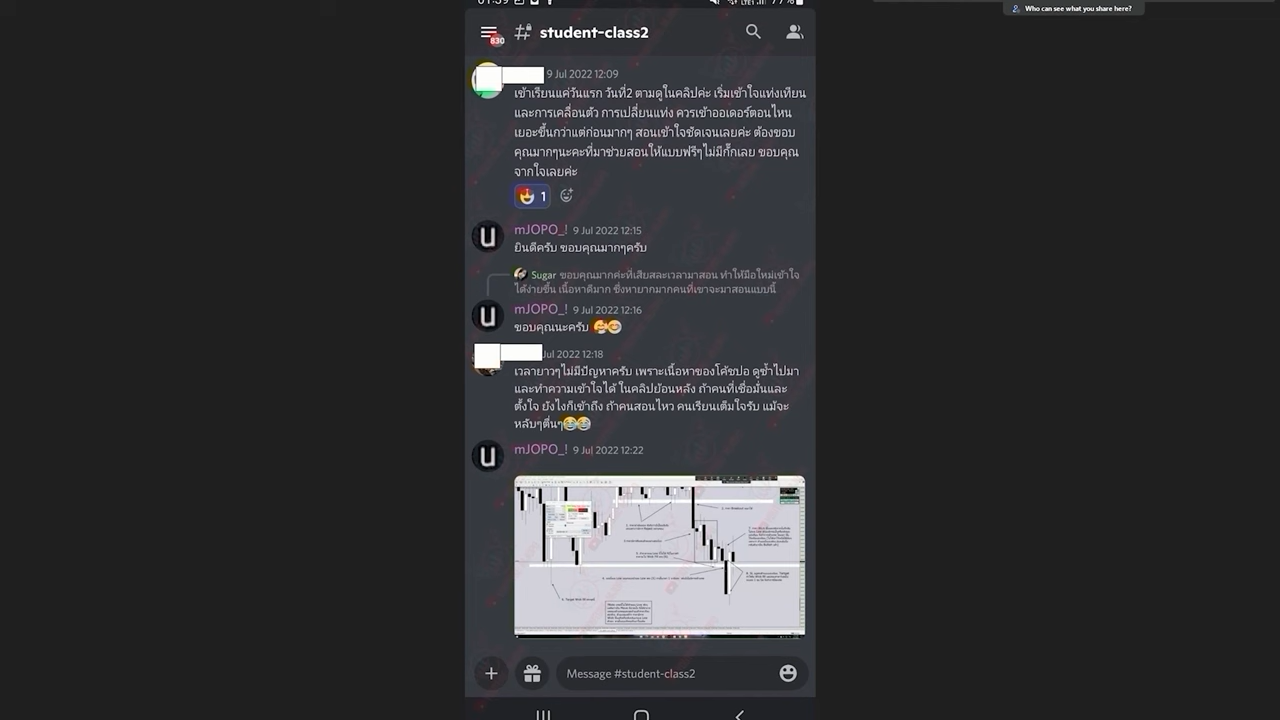 01:39
77%
Who can see what you share here?
830
student-class2
9 Jul 2022 12:09
เข้าเรียนแค่วันแรก วันที่2 ตามดูในคลิปค่ะ เริ่มเข้าใจแท่งเทียน
และการเคลื่อนตัว การเปลี่ยนแท่ง ควรเข้าออเดอร์ตอนไหน
เยอะขึ้นกว่าแต่ก่อนมากๆ สอนเข้าใจชัดเจนเลยค่ะ ต้องขอบ
คุณมากๆนะคะที่มาช่วยสอนให้แบบฟรีๆไม่มีกั๊กเลย ขอบคุณ
จากใจเลยค่ะ
1
mJOPO_! 9 Jul 2022 12:15
ยินดีครับ ขอบคุณมากๆครับ
Sugar ขอบคุณมากค่ะที่เสียสละเวลามาสอน ทำให้มือใหม่เข้าใจ
ได้ง่ายขึ้น เนื้อหาดีมาก ซึ่งหายากมากคนที่เขาจะมาสอนแบบนี้
mJOPO_! 9 Jul 2022 12:16
ขอบคุณนะครับ 🥰😊
Jul 2022 12:18
เวลายาวๆไม่มีปัญหาครับ เพราะเนื้อหาของโค้ชปอ ดูซ้ำไปมา
และทำความเข้าใจได้ ในคลิปย้อนหลัง ถ้าคนที่เชื่อมั่นและ
ตั้งใจ ยังไงก็เข้าถึง ถ้าคนสอนไหว คนเรียนเต็มใจรับ แม้จะ
หลับๆตื่นๆ😂😂
mJOPO_! 9 Jul 2022 12:22
Message #student-class2